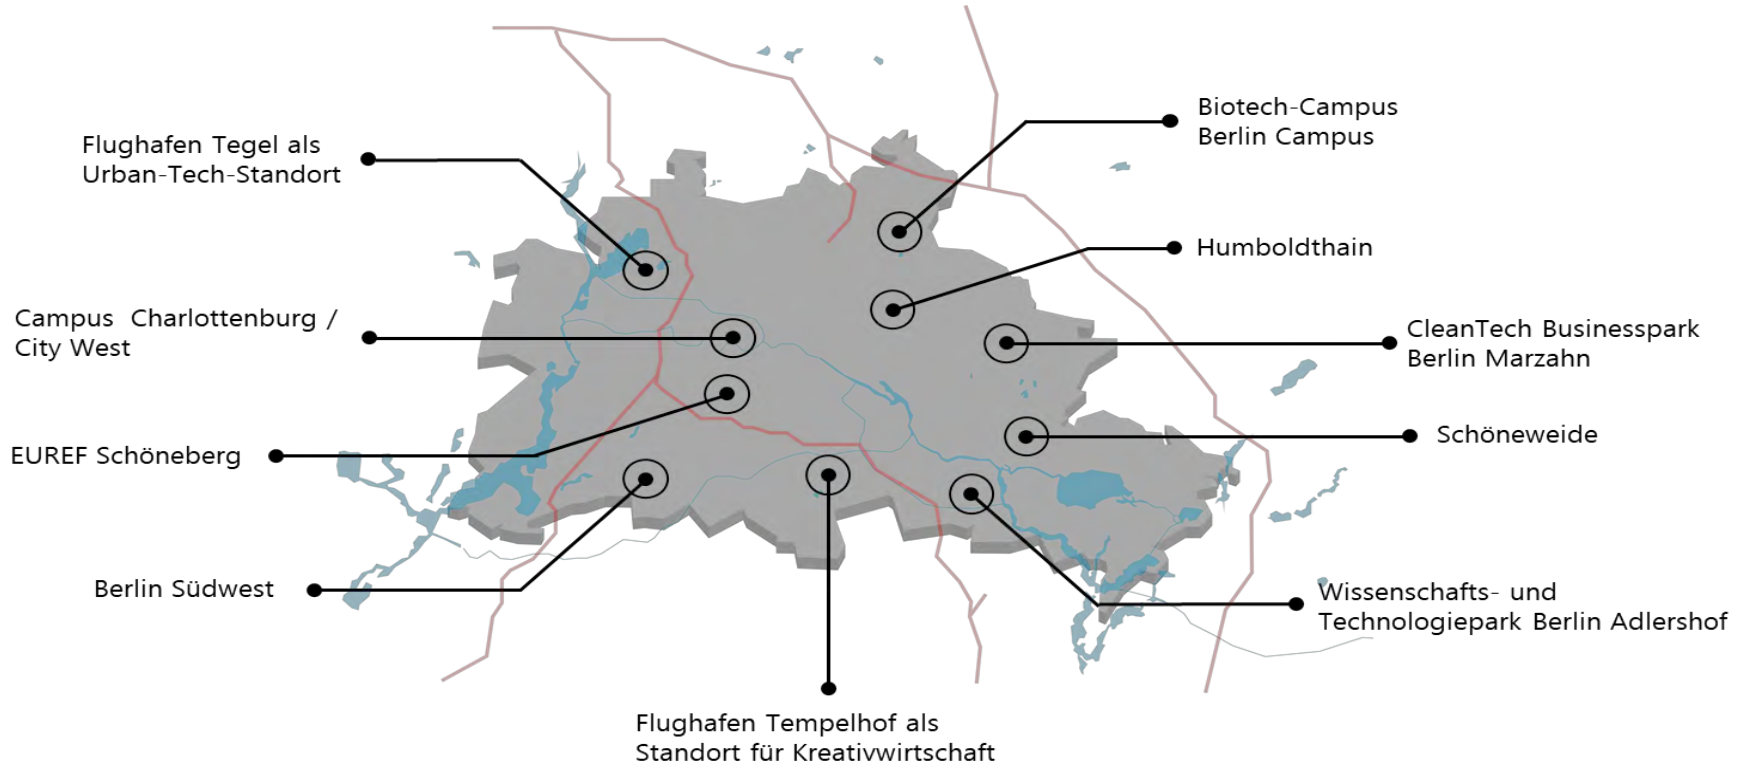 Flughafen Tegel als
Urban-Tech-Standort
Campus Charlottenburg /
City West
EUREF Schöneberg
Berlin Südwest
Flughafen Tempelhof als
Standort für Kreativwirtschaft
Biotech-Campus
Berlin Campus
Humboldthain
CleanTech Businesspark
Berlin Marzahn
Schöneweide
Wissenschafts- und
Technologiepark Berlin Adlershof